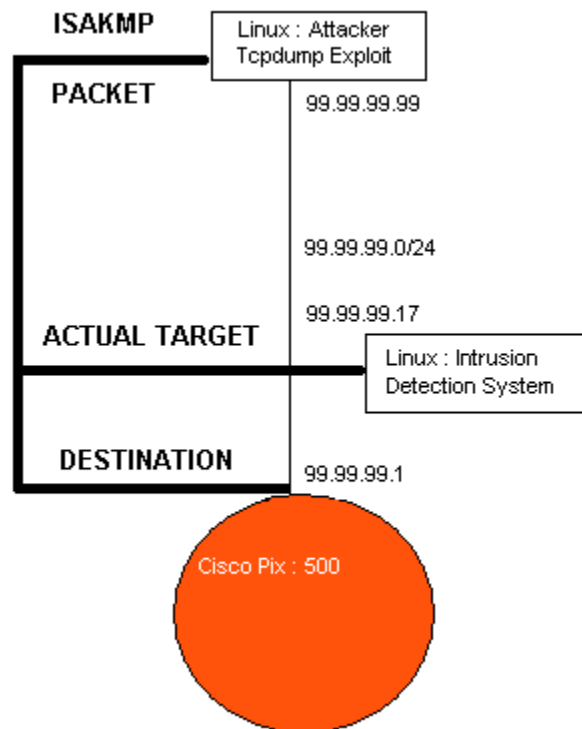 ISAKMP
Linux : Attacker
Tcpdump Exploit
PACKET
99.99.99.99
99.99.99.0/24
99.99.99.17
ACTUAL TARGET
Linux : Intrusion
Detection System
DESTINATION
99.99.99.1
Cisco Pix : 500